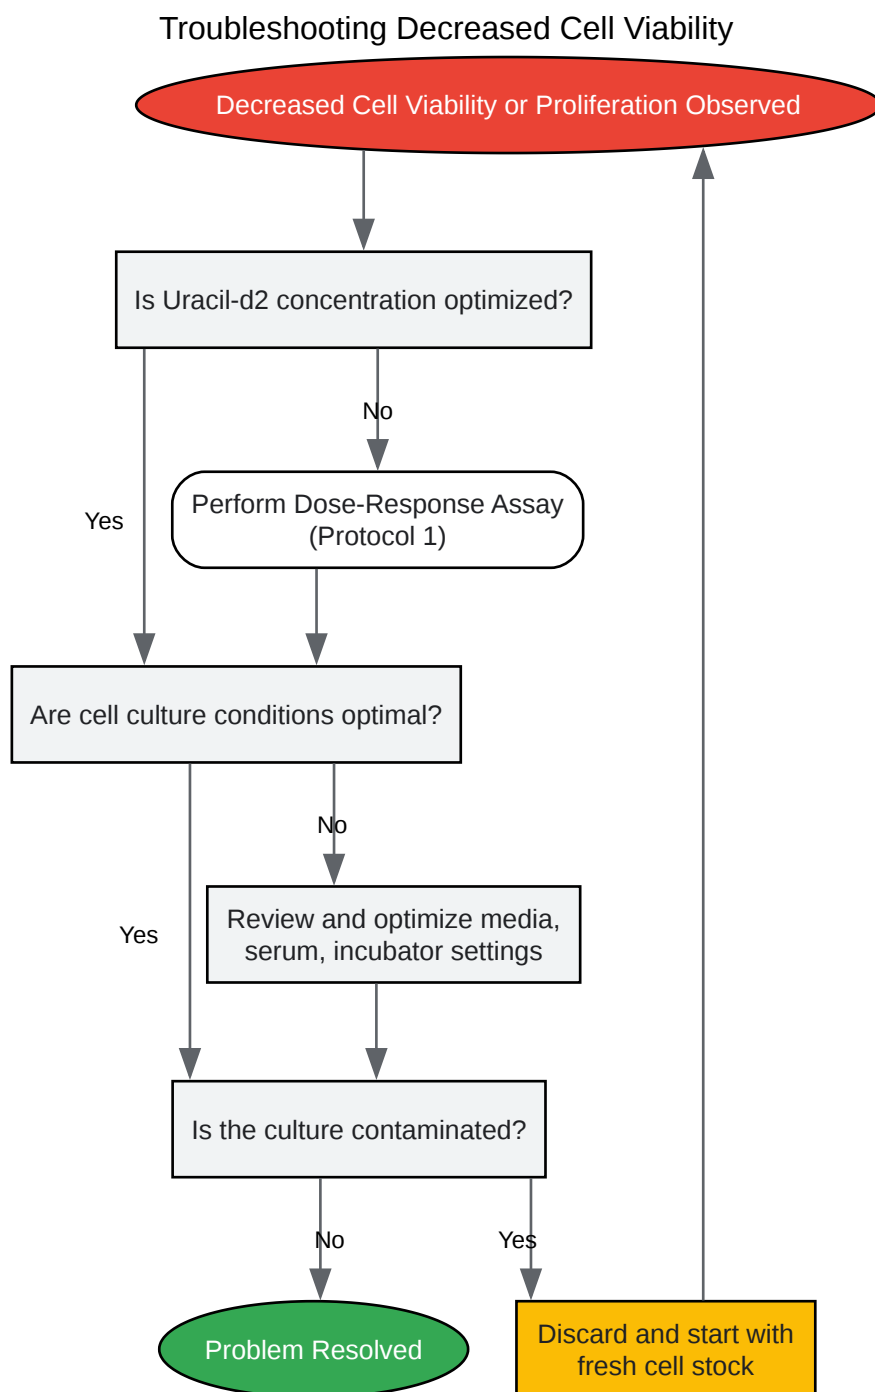 Troubleshooting Decreased Cell Viability
Decreased Cell Viability or Proliferation Observed
Is Uracil-d2 concentration optimized?
No
Perform Dose-Response Assay
(Protocol 1)
Yes
Are cell culture conditions optimal?
No
Review and optimize media,
serum, incubator settings
Yes
Is the culture contaminated?
No
Yes
Problem Resolved
Discard and start with
fresh cell stock